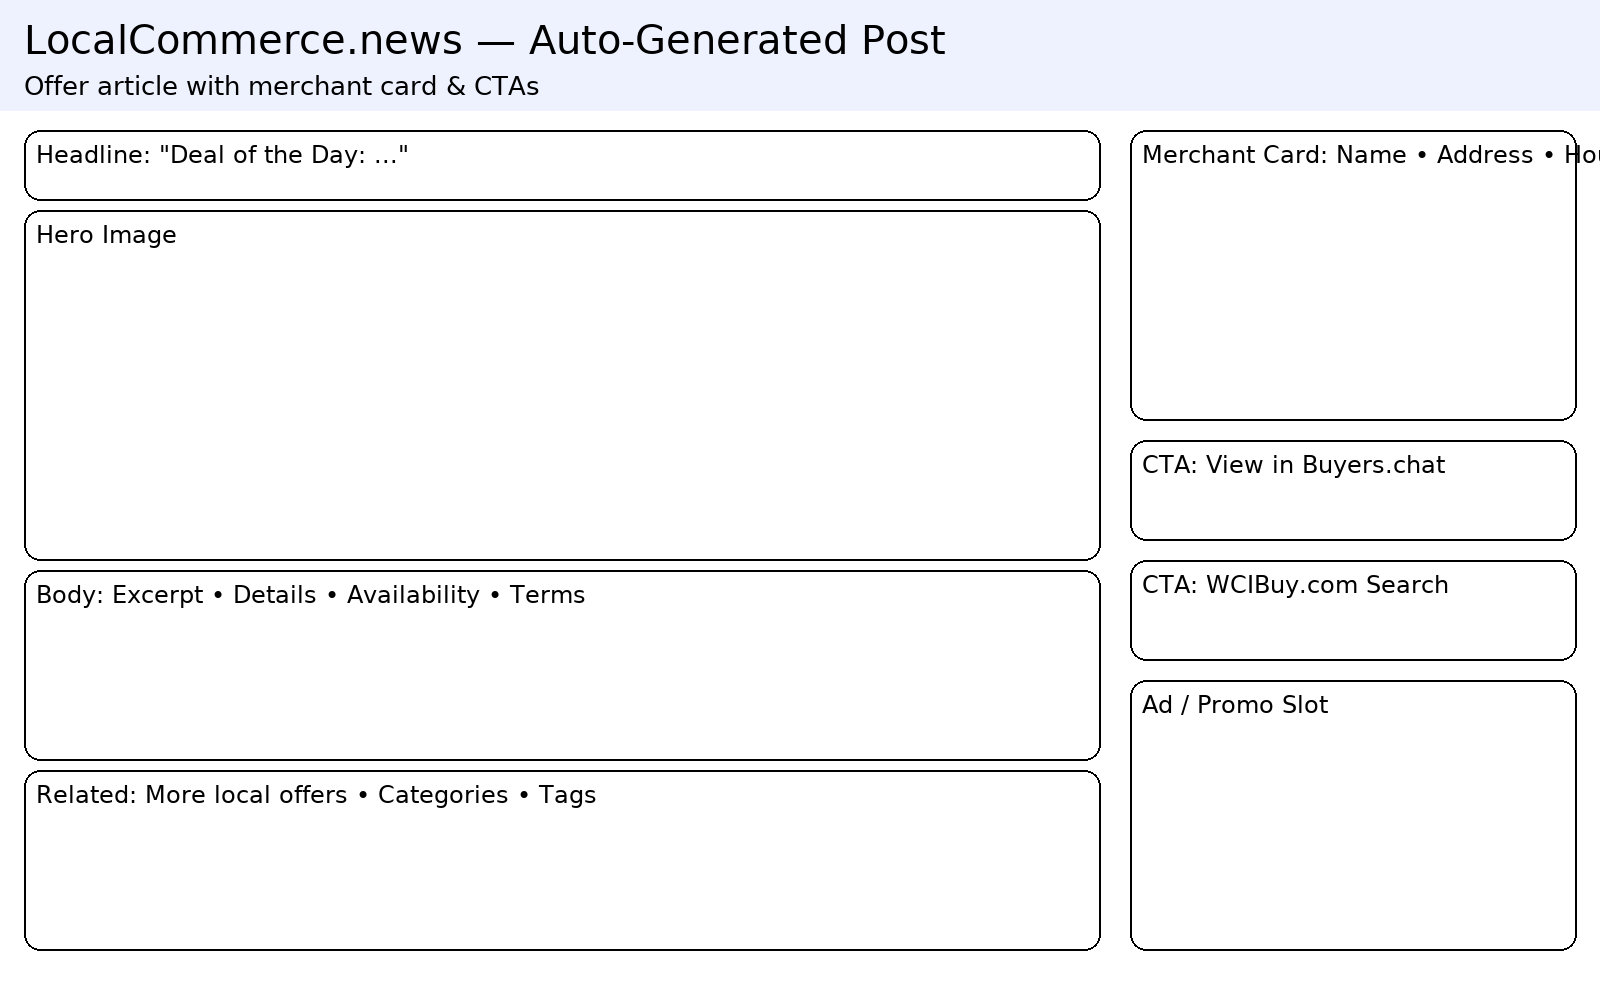 LocalCommerce.news — Auto-Generated Post
Offer article with merchant card & CTAs
Headline: "Deal of the Day: ..."
Hero Image
Body: Excerpt • Details • Availability • Terms
Related: More local offers • Categories • Tags
Merchant Card: Name • Address •
CTA: View in Buyers.chat
CTA: WCIBuy.com Search
Ad / Promo Slot